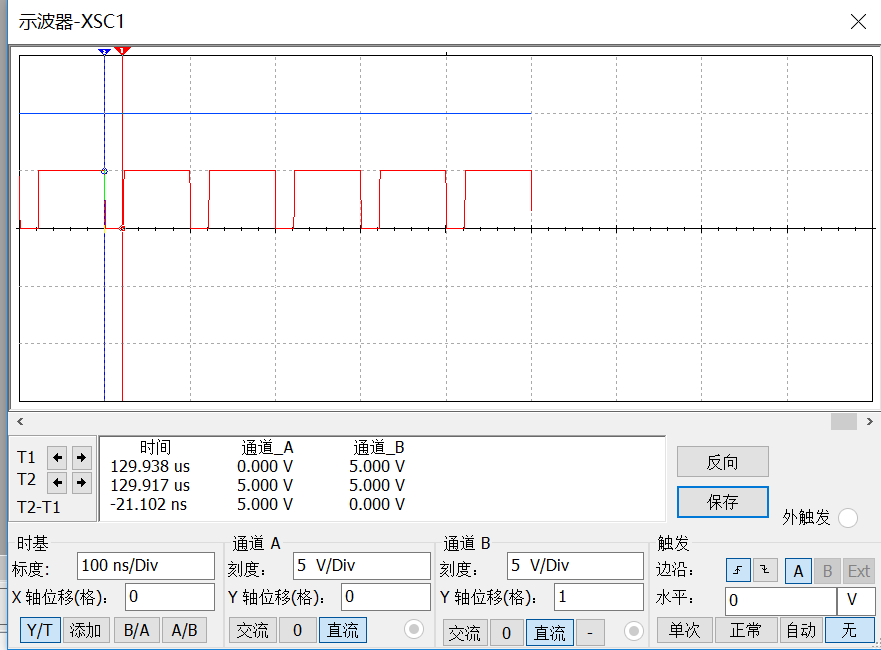 示波器-XSC1
2 1
时间 通道_A 通道_B
T1 129.938 us 0.000 V 5.000 V
T2 129.917 us 5.000 V 5.000 V
T2-T1 -21.102 ns 5.000 V 0.000 V
反向
保存
外触发
时基 通道 A 通道 B 触发
标度： 100 ns/Div 刻度： 5 V/Div 刻度： 5 V/Div 边沿： A B Ext
X 轴位移(格)： 0 Y 轴位移(格)： 0 Y 轴位移(格)： 1 水平： 0 V
Y/T 添加 B/A A/B 交流 0 直流 交流 0 直流 - 单次 正常 自动 无